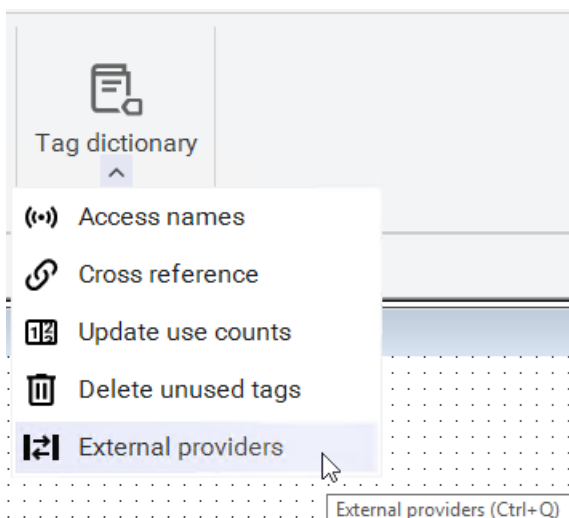 Tag dictionary
Access names
Cross reference
Update use counts
Delete unused tags
External providers
External providers (Ctrl+Q)